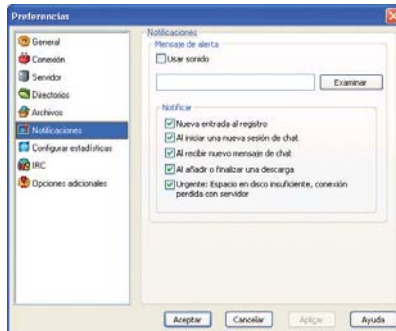 Preferencias
General
Conexión
Servidor
Directorios
Archivos
Notificaciones
Configurar estadísticas
IRC
Opciones adicionales
Notificaciones
Mensaje de alerta
Usar sonido
Examinar
Notificar
Nueva entrada al registro
Al iniciar una nueva sesión de chat
Al recibir nuevo mensaje de chat
Al añadir o finalizar una descarga
Urgente: Espacio en disco insuficiente, conexión
perdida con servidor
Aceptar
Cancelar
Aplicar
Ayuda